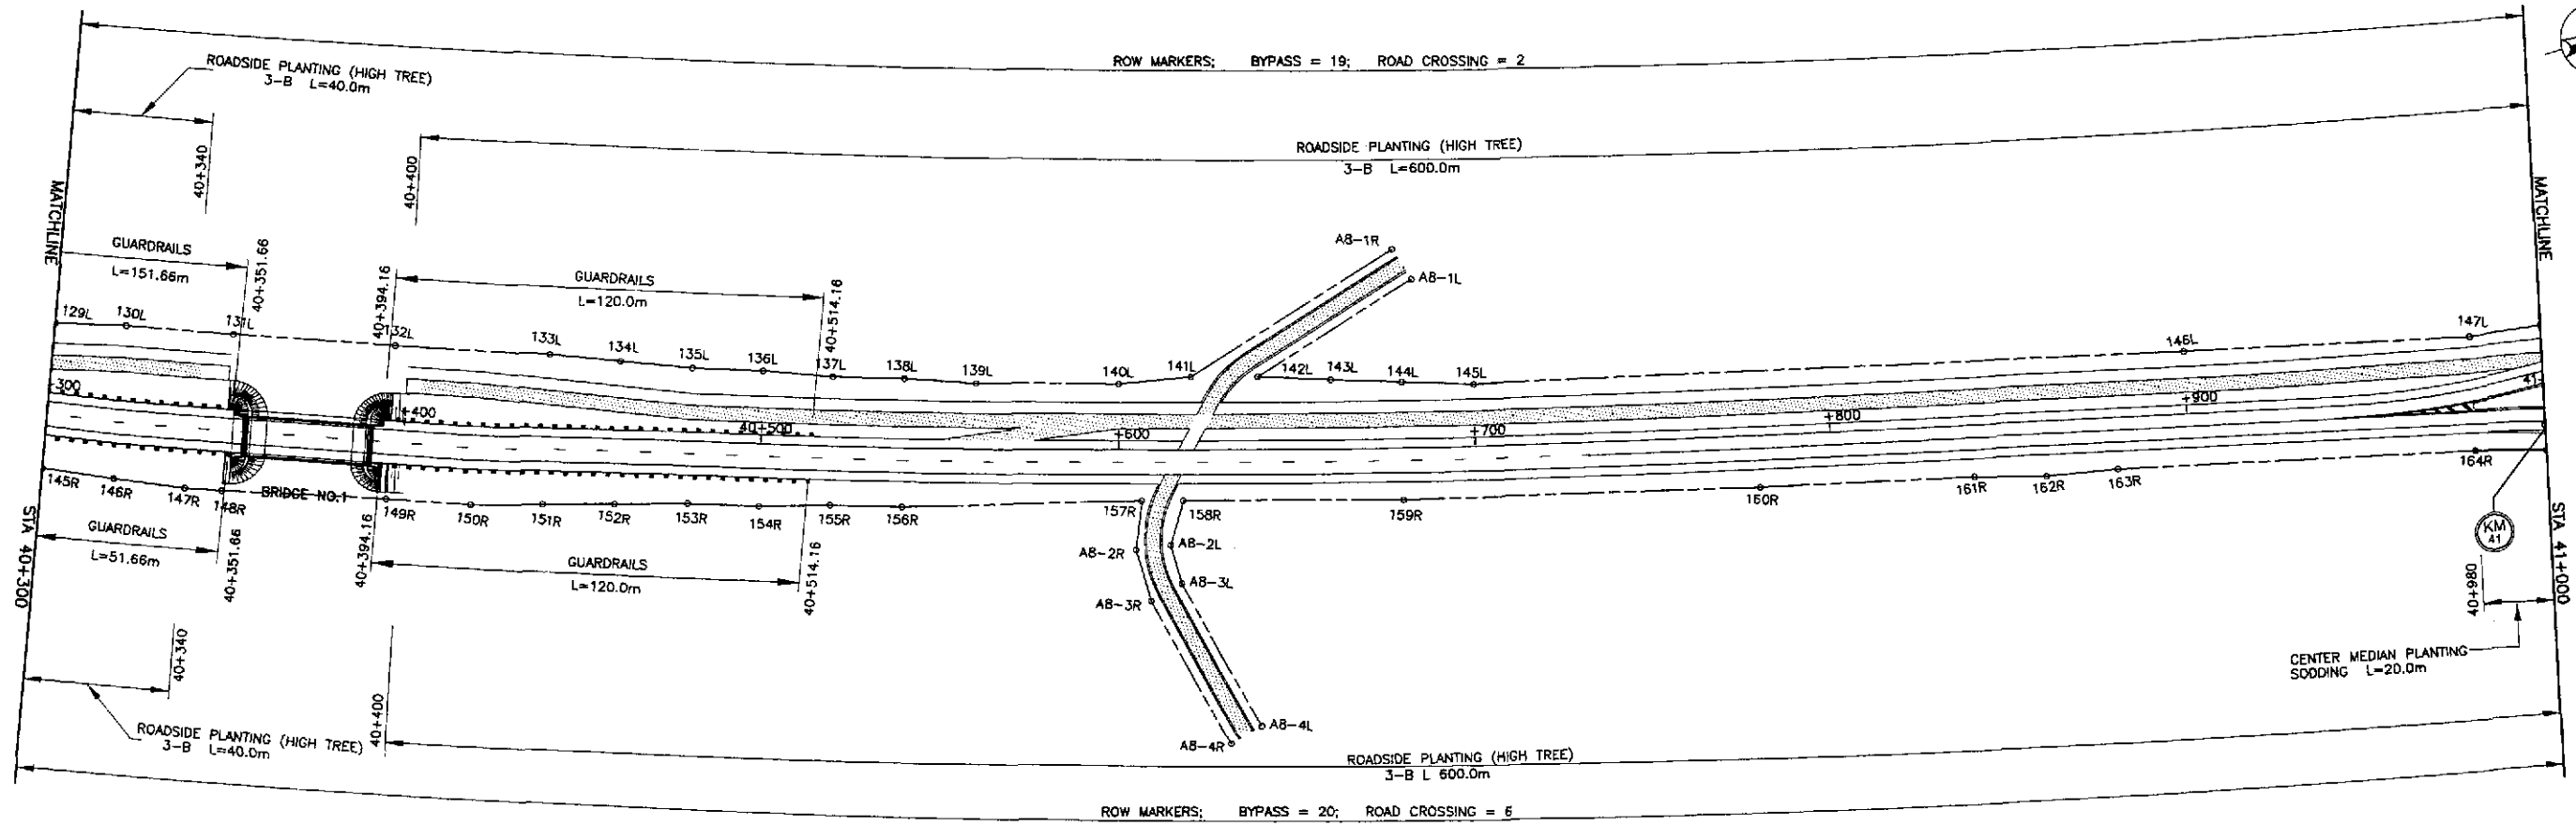 ROW MARKERS; BYPASS = 19; ROAD CROSSING = 2
ROADSIDE PLANTING (HIGH TREE)
3-B L=40.0m
40+340
40+400
ROADSIDE PLANTING (HIGH TREE)
3-B L=600.0m
MATCHLINE
MATCHLINE
GUARDRAILS
L=151.66m
40+351.66
40+394.16
GUARDRAILS
L=120.0m
40+514.16
A8-1R
A8-1L
129L
130L
131L
132L
133L
134L
135L
136L
137L
138L
139L
140L
141L
142L
143L
144L
145L
146L
147L
-300
+400
40+500
+600
+700
+800
+900
41
BRIDGE NO.1
145R
146R
147R
148R
149R
150R
151R
152R
153R
154R
155R
156R
157R
158R
159R
160R
161R
162R
163R
164R
STA 40+300
GUARDRAILS
L=51.66m
40+351.66
40+394.16
GUARDRAILS
L=120.0m
40+514.16
A8-2R
A8-2L
A8-3L
A8-3R
A8-4L
A8-4R
KM
41
STA 41+000
40+980
CENTER MEDIAN PLANTING
SODDING L=20.0m
40+340
40+400
ROADSIDE PLANTING (HIGH TREE)
3-B L=40.0m
ROADSIDE PLANTING (HIGH TREE)
3-B L 600.0m
ROW MARKERS; BYPASS = 20; ROAD CROSSING = 6